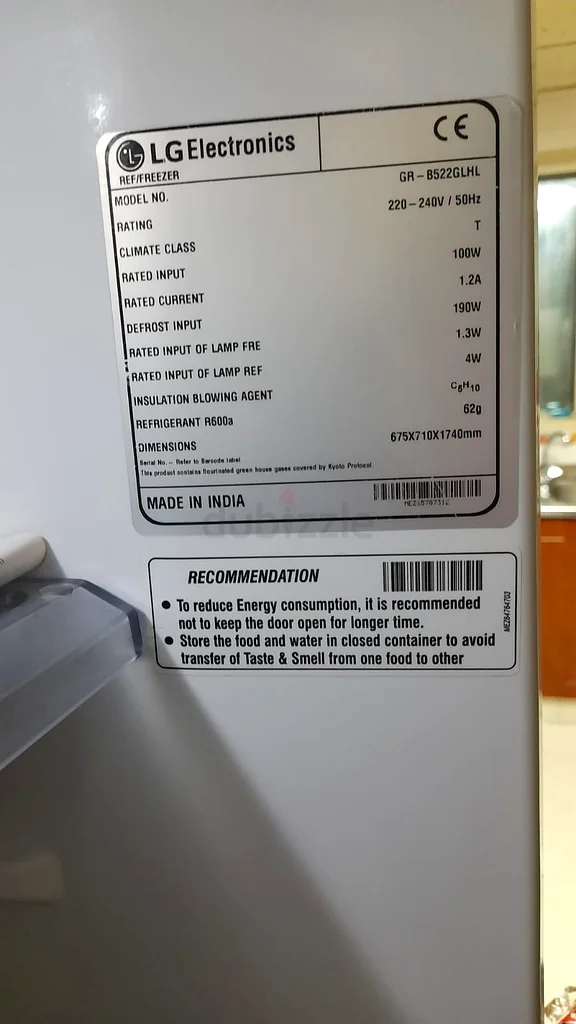 LG Electronics
CE
REF/FREEZER
MODEL NO. GR-B522GLHL
RATING 220-240V / 50Hz
CLIMATE CLASS T
RATED INPUT 100W
RATED CURRENT 1.2A
DEFROST INPUT 190W
RATED INPUT OF LAMP FRE 1.3W
RATED INPUT OF LAMP REF 4W
INSULATION BLOWING AGENT C5H10
REFRIGERANT R600a 62g
DIMENSIONS 675X710X1740mm
Serial No. - Refer to Barcode label
This product contains flourinated green house gases covered by Kyoto Protocol.
MADE IN INDIA
MEZ65787312
dubizzle
RECOMMENDATION
• To reduce Energy consumption, it is recommended
not to keep the door open for longer time.
• Store the food and water in closed container to avoid
transfer of Taste & Smell from one food to other
MEZ64764703